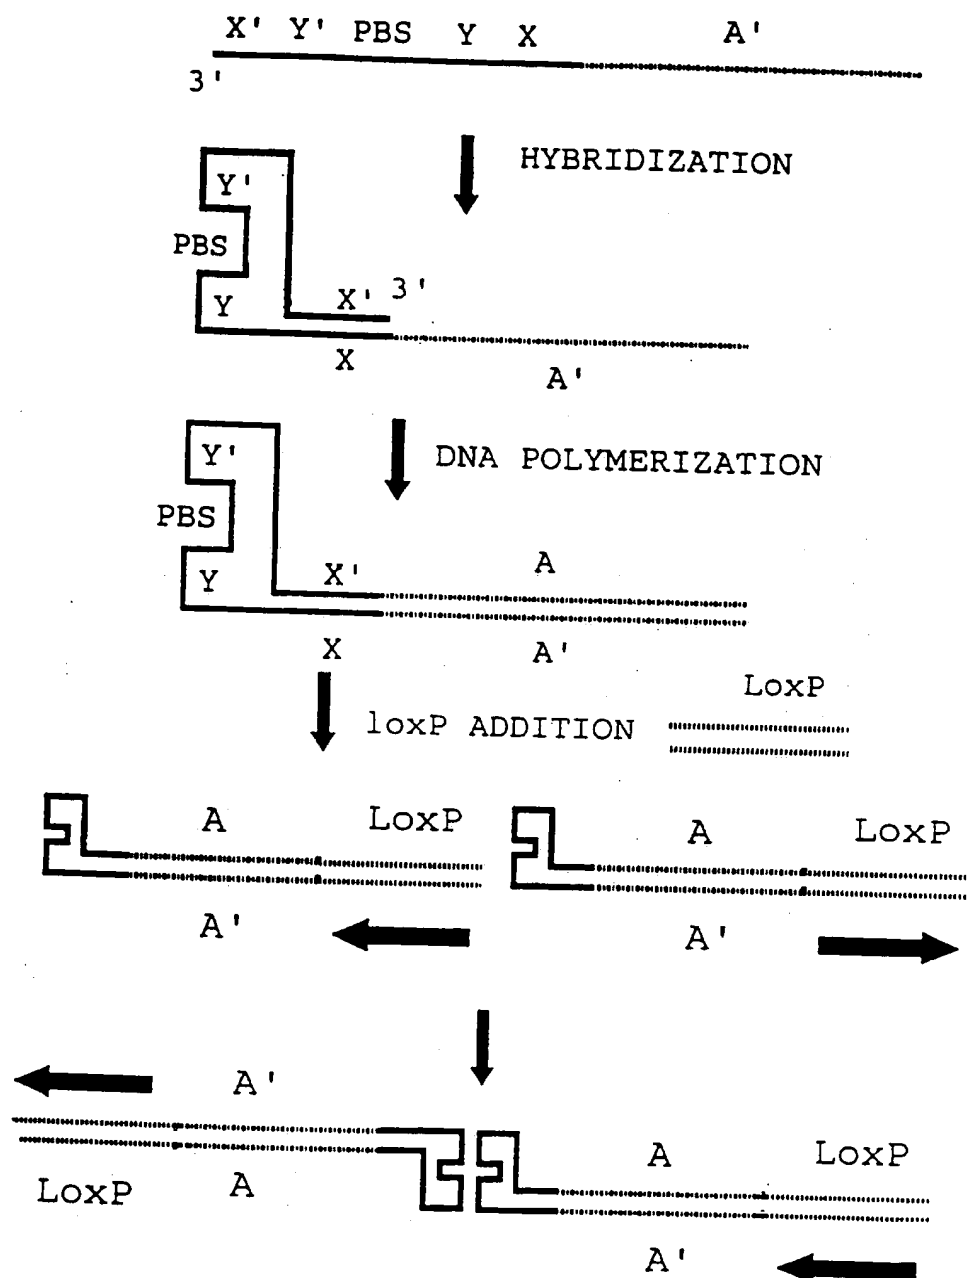 X' Y' PBS Y X A'
3'
HYBRIDIZATION
Y'
PBS
Y X' 3'
X A'
DNA POLYMERIZATION
Y'
PBS
Y X' A
X A'
LoxP
loxP ADDITION
A LoxP A LoxP
A' A'
A'
A LoxP
LoxP A
A'